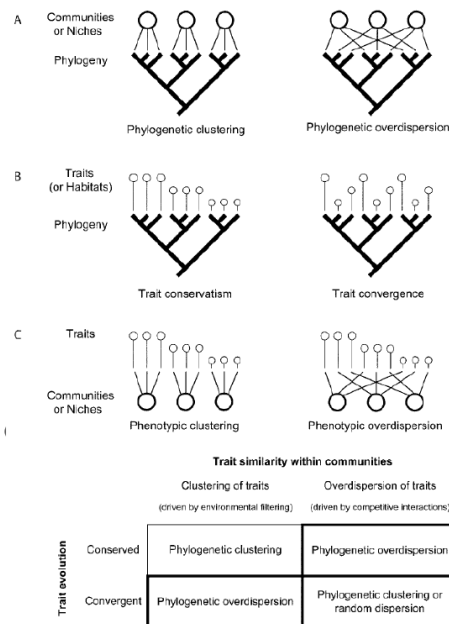 A
Communities
or Niches
Phylogeny
Phylogenetic clustering
Phylogenetic overdispersion
B
Traits
(or Habitats)
Phylogeny
Trait conservatism
Trait convergence
C
Traits
Communities
or Niches
Phenotypic clustering
Phenotypic overdispersion
(
Trait similarity within communities
Clustering of traits
Overdispersion of traits
(driven by environmental filtering)
(driven by competitive interactions)
Trait evolution
Conserved
Phylogenetic clustering
Phylogenetic overdispersion
Convergent
Phylogenetic overdispersion
Phylogenetic clustering or
random dispersion